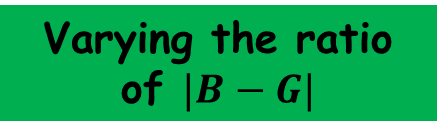 Varying the ratio
of |B – G|